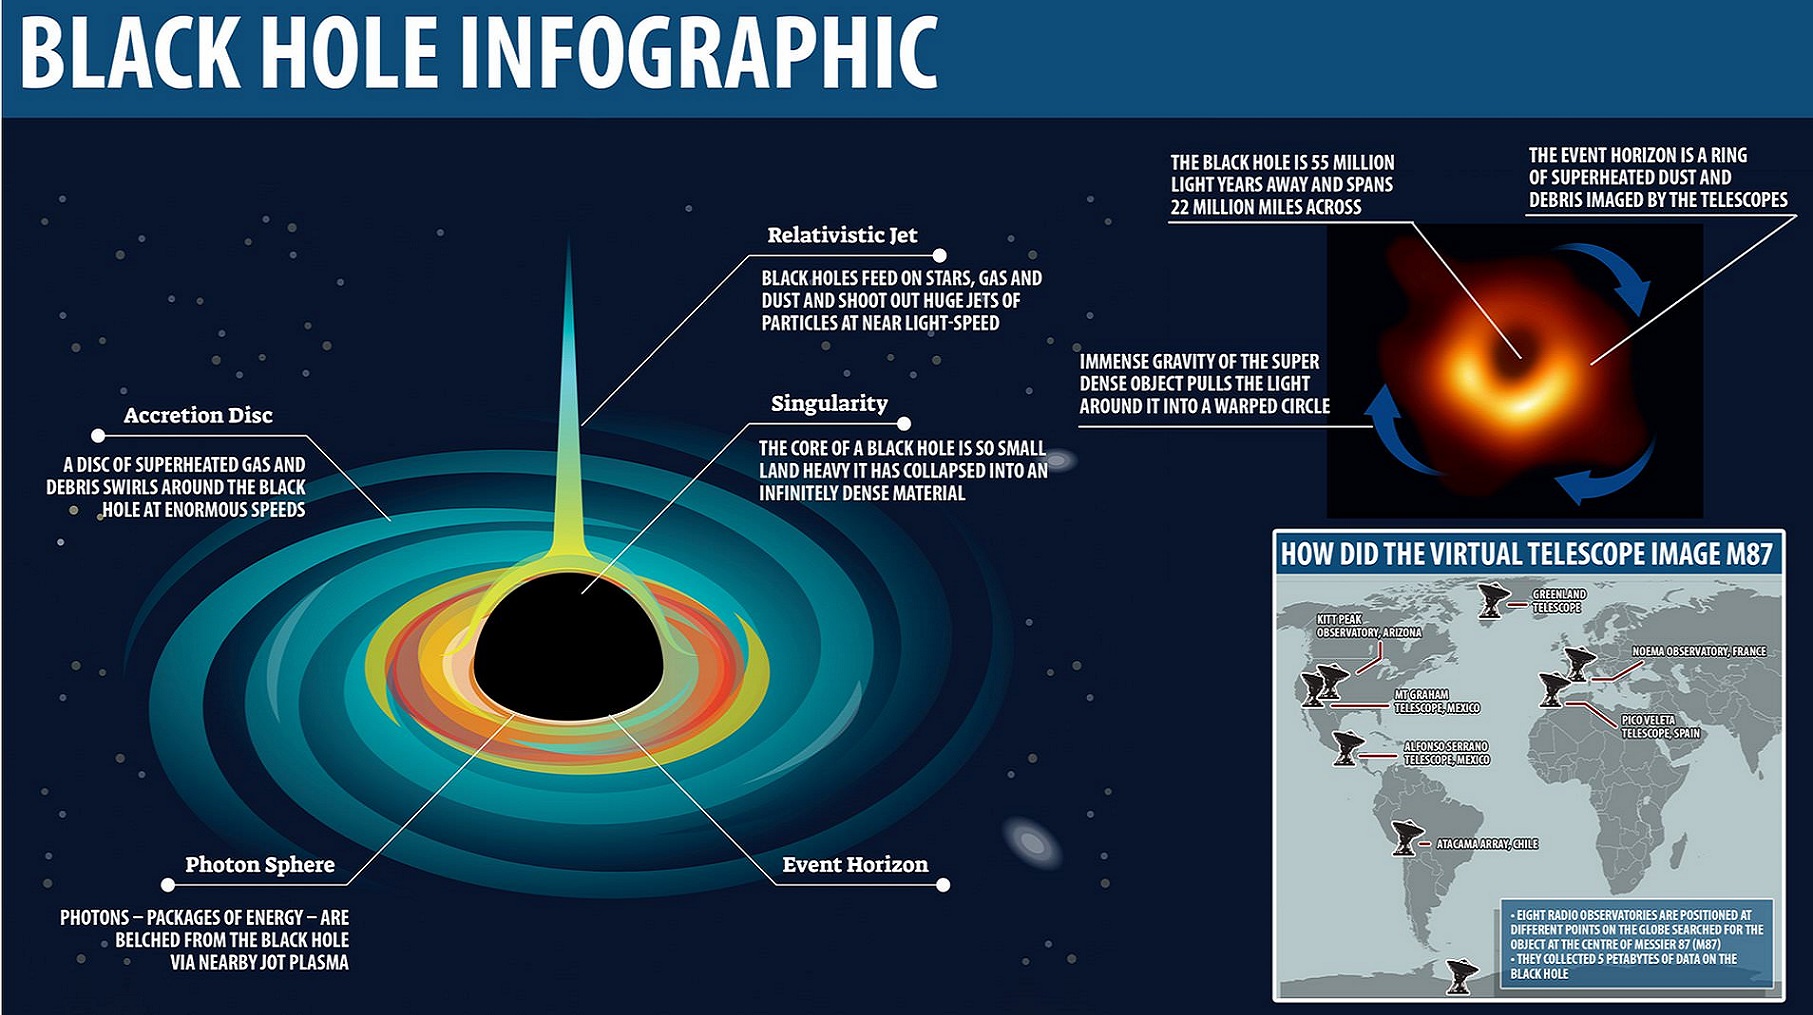 BLACK HOLE INFOGRAPHIC
Relativistic Jet
BLACK HOLES FEED ON STARS, GAS AND
DUST AND SHOOT OUT HUGE JETS OF
PARTICLES AT NEAR LIGHT-SPEED
Singularity
THE CORE OF A BLACK HOLE IS SO SMALL
LAND HEAVY IT HAS COLLAPSED INTO AN
INFINITELY DENSE MATERIAL
Accretion Disc
A DISC OF SUPERHEATED GAS AND
DEBRIS SWIRLS AROUND THE BLACK
HOLE AT ENORMOUS SPEEDS
Photon Sphere
PHOTONS – PACKAGES OF ENERGY – ARE
BELCHED FROM THE BLACK HOLE
VIA NEARBY JOT PLASMA
Event Horizon
THE BLACK HOLE IS 55 MILLION
LIGHT YEARS AWAY AND SPANS
22 MILLION MILES ACROSS
THE EVENT HORIZON IS A RING
OF SUPERHEATED DUST AND
DEBRIS IMAGED BY THE TELESCOPES
IMMENSE GRAVITY OF THE SUPER
DENSE OBJECT PULLS THE LIGHT
AROUND IT INTO A WARPED CIRCLE
HOW DID THE VIRTUAL TELESCOPE IMAGE M87
GREENLAND
TELESCOPE
KITT PEAK
OBSERVATORY, ARIZONA
NOEMA OBSERVATORY, FRANCE
MT GRAHAM
TELESCOPE, MEXICO
PICO VELETA
TELESCOPE, SPAIN
ALFONSO SERRANO
TELESCOPE, MEXICO
ATACAMA ARRAY, CHILE
• EIGHT RADIO OBSERVATORIES ARE POSITIONED AT
DIFFERENT POINTS ON THE GLOBE SEARCHED FOR THE
OBJECT AT THE CENTRE OF MESSIER 87 (M87)
• THEY COLLECTED 5 PETABYTES OF DATA ON THE
BLACK HOLE